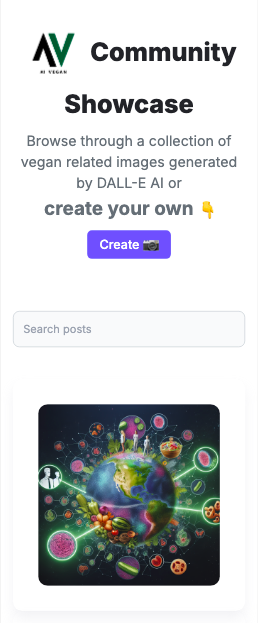 AI VEGAN
Community
Showcase
Browse through a collection of
vegan related images generated
by DALL-E AI or
create your own 👇
Create 📷
Search posts